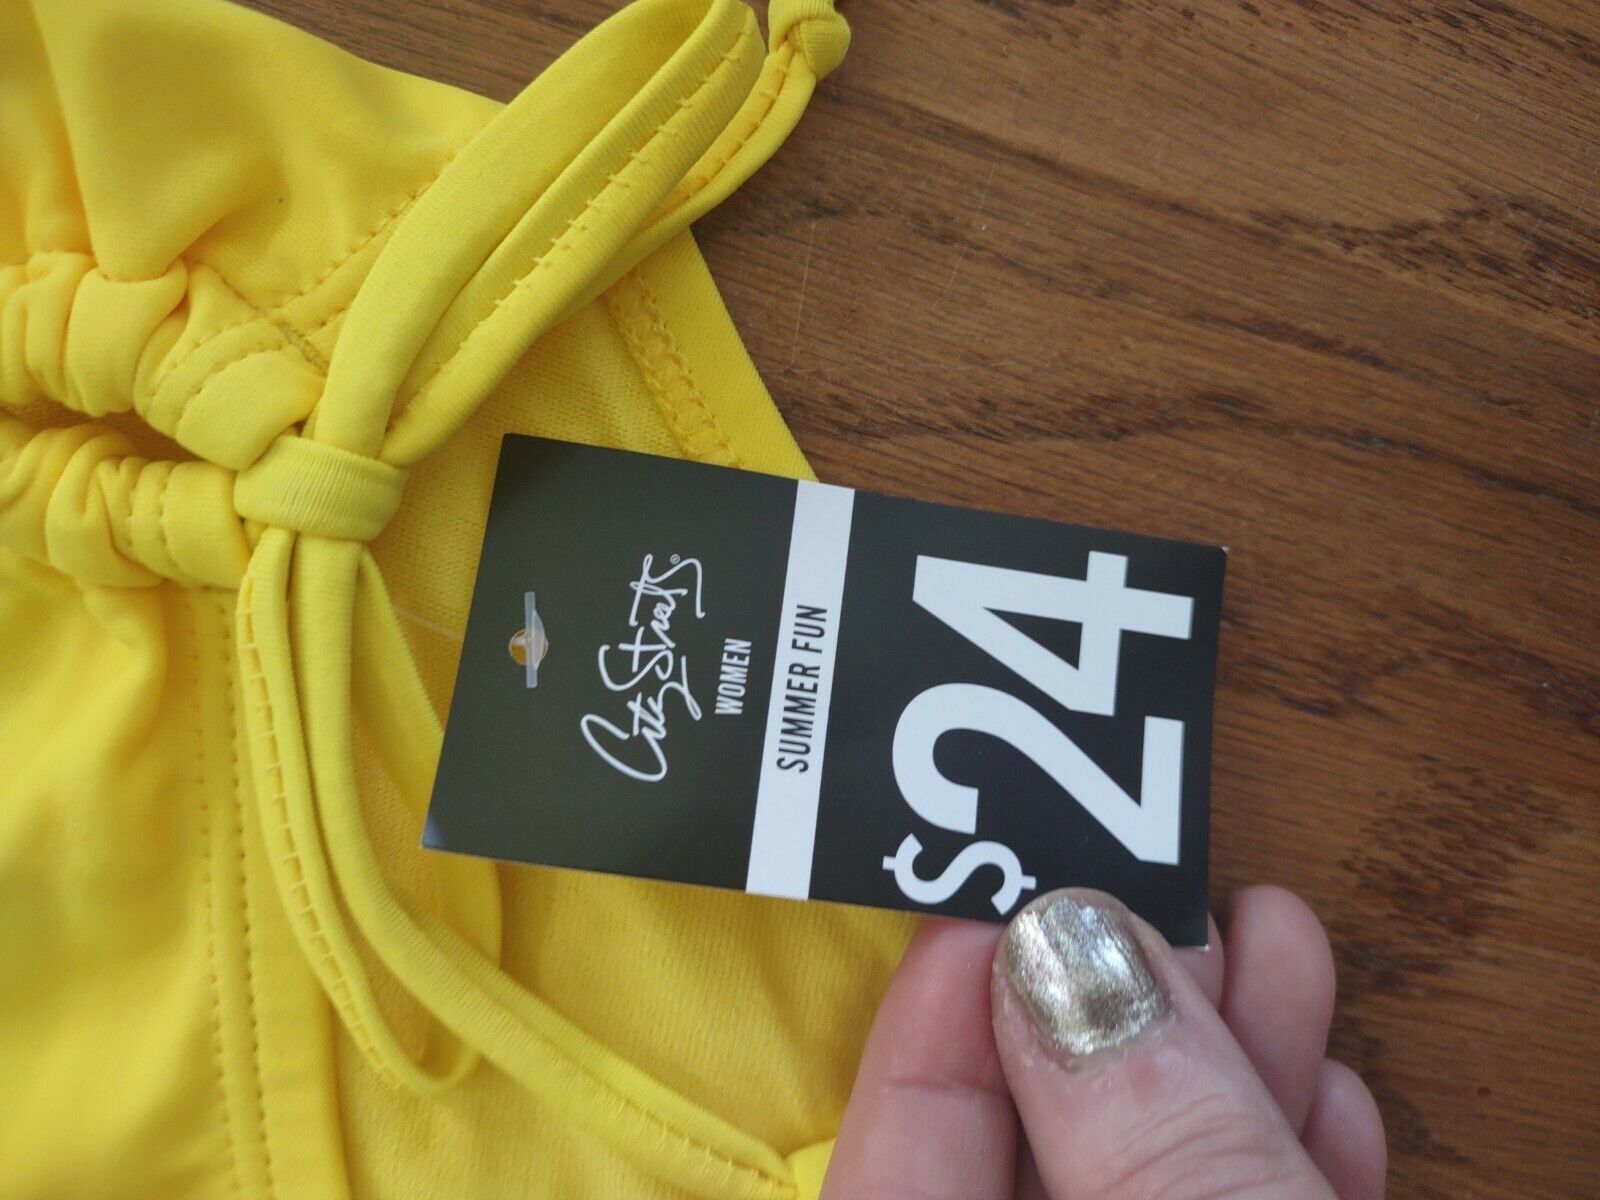 City Streets®
WOMEN
SUMMER FUN
$24